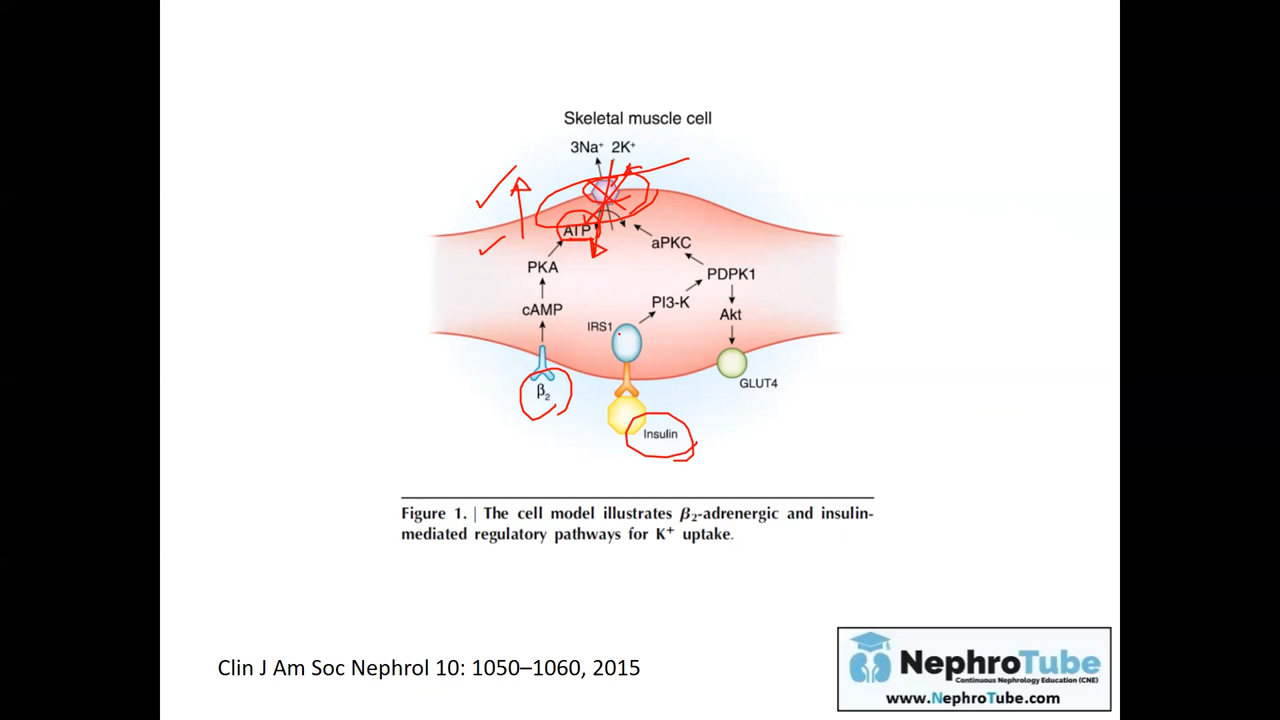 Skeletal muscle cell
3Na⁺ 2K⁺
ATP
aPKC
PKA
PDPK1
PI3-K
cAMP
Akt
IRS1
GLUT4
β₂
Insulin
Figure 1. | The cell model illustrates β₂-adrenergic and insulin-
mediated regulatory pathways for K⁺ uptake.
Clin J Am Soc Nephrol 10: 1050–1060, 2015
NephroTube
Continuous Nephrology Education (CNE)
www.NephroTube.com